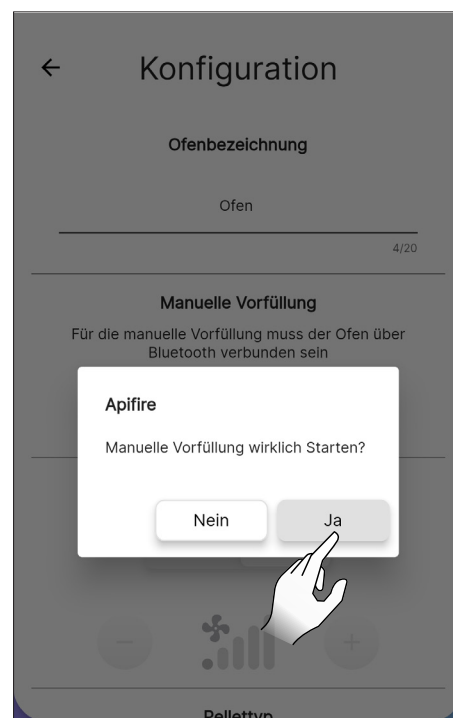 Konfiguration
Ofenbezeichnung
Ofen
4/20
Manuelle Vorfüllung
Für die manuelle Vorfüllung muss der Ofen über
Bluetooth verbunden sein
Apifire
Manuelle Vorfüllung wirklich Starten?
Nein
Ja
Pellettyp